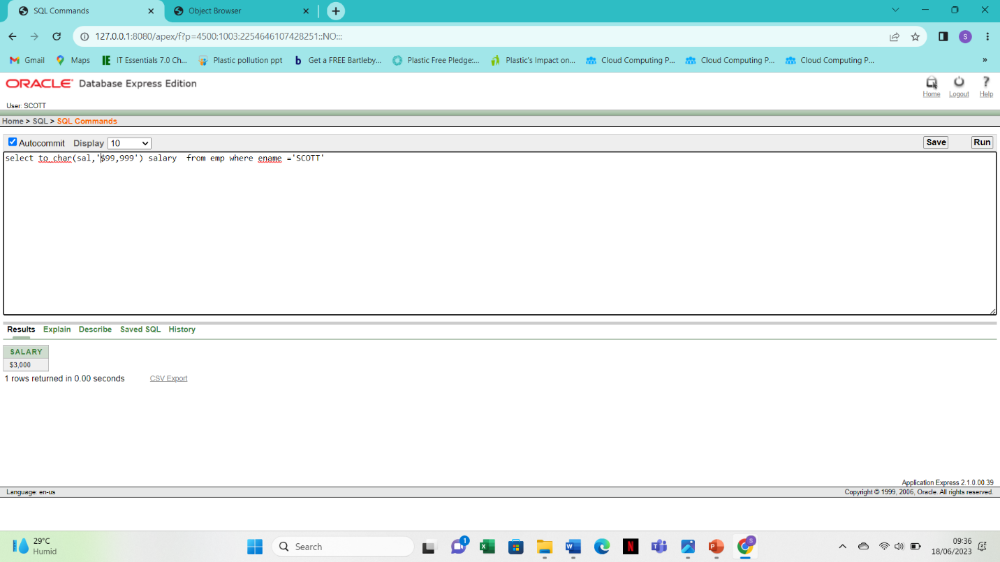 SQL Commands
Object Browser
127.0.0.1:8080/apex/f?p=4500:1003:2254646107428251::NO:::
S
Gmail
Maps
IT Essentials 7.0 Ch...
Plastic pollution ppt
Get a FREE Bartleby...
Plastic Free Pledge:...
Plastic's Impact on...
Cloud Computing P...
Cloud Computing P...
Cloud Computing P...
»
ORACLE Database Express Edition
Home
Logout
Help
User: SCOTT
Home > SQL > SQL Commands
Autocommit Display 10
Save
Run
select to_char(sal,'$99,999') salary  from emp where ename ='SCOTT'
Results Explain Describe Saved SQL History
SALARY
$3,000
1 rows returned in 0.00 seconds
CSV Export
Application Express 2.1.0.00.39
Language: en-us
Copyright © 1999, 2006, Oracle. All rights reserved.
29°C
Humid
Search
1
S
09:36
18/06/2023